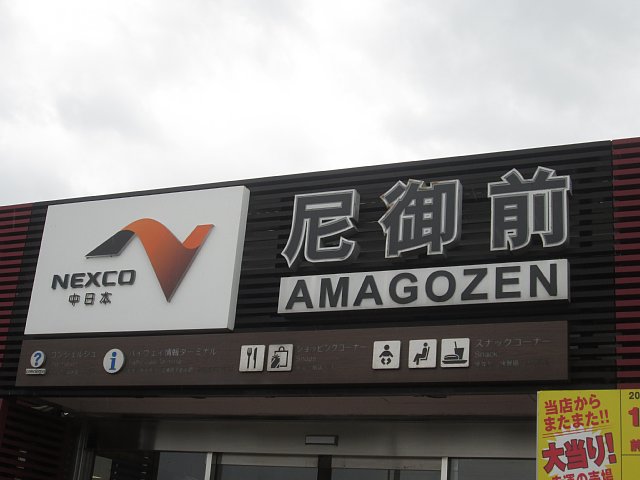 NEXCO
中日本
尼御前
AMAGOZEN
コンシェルジュ
ハイウェイ情報ターミナル
ショッピングコーナー
スナックコーナー
Snack
当店から
またまた!!
大当り!